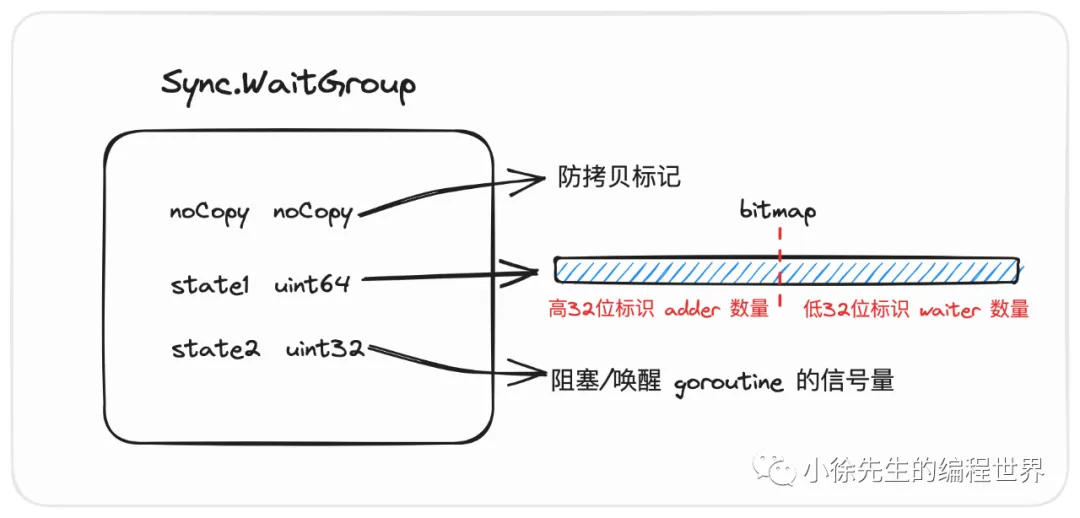 Sync.WaitGroup
noCopy noCopy
防拷贝标记
bitmap
state1 uint64
高32位标识 adder 数量
低32位标识 waiter 数量
state2 uint32
阻塞/唤醒 goroutine 的信号量
小徐先生的编程世界